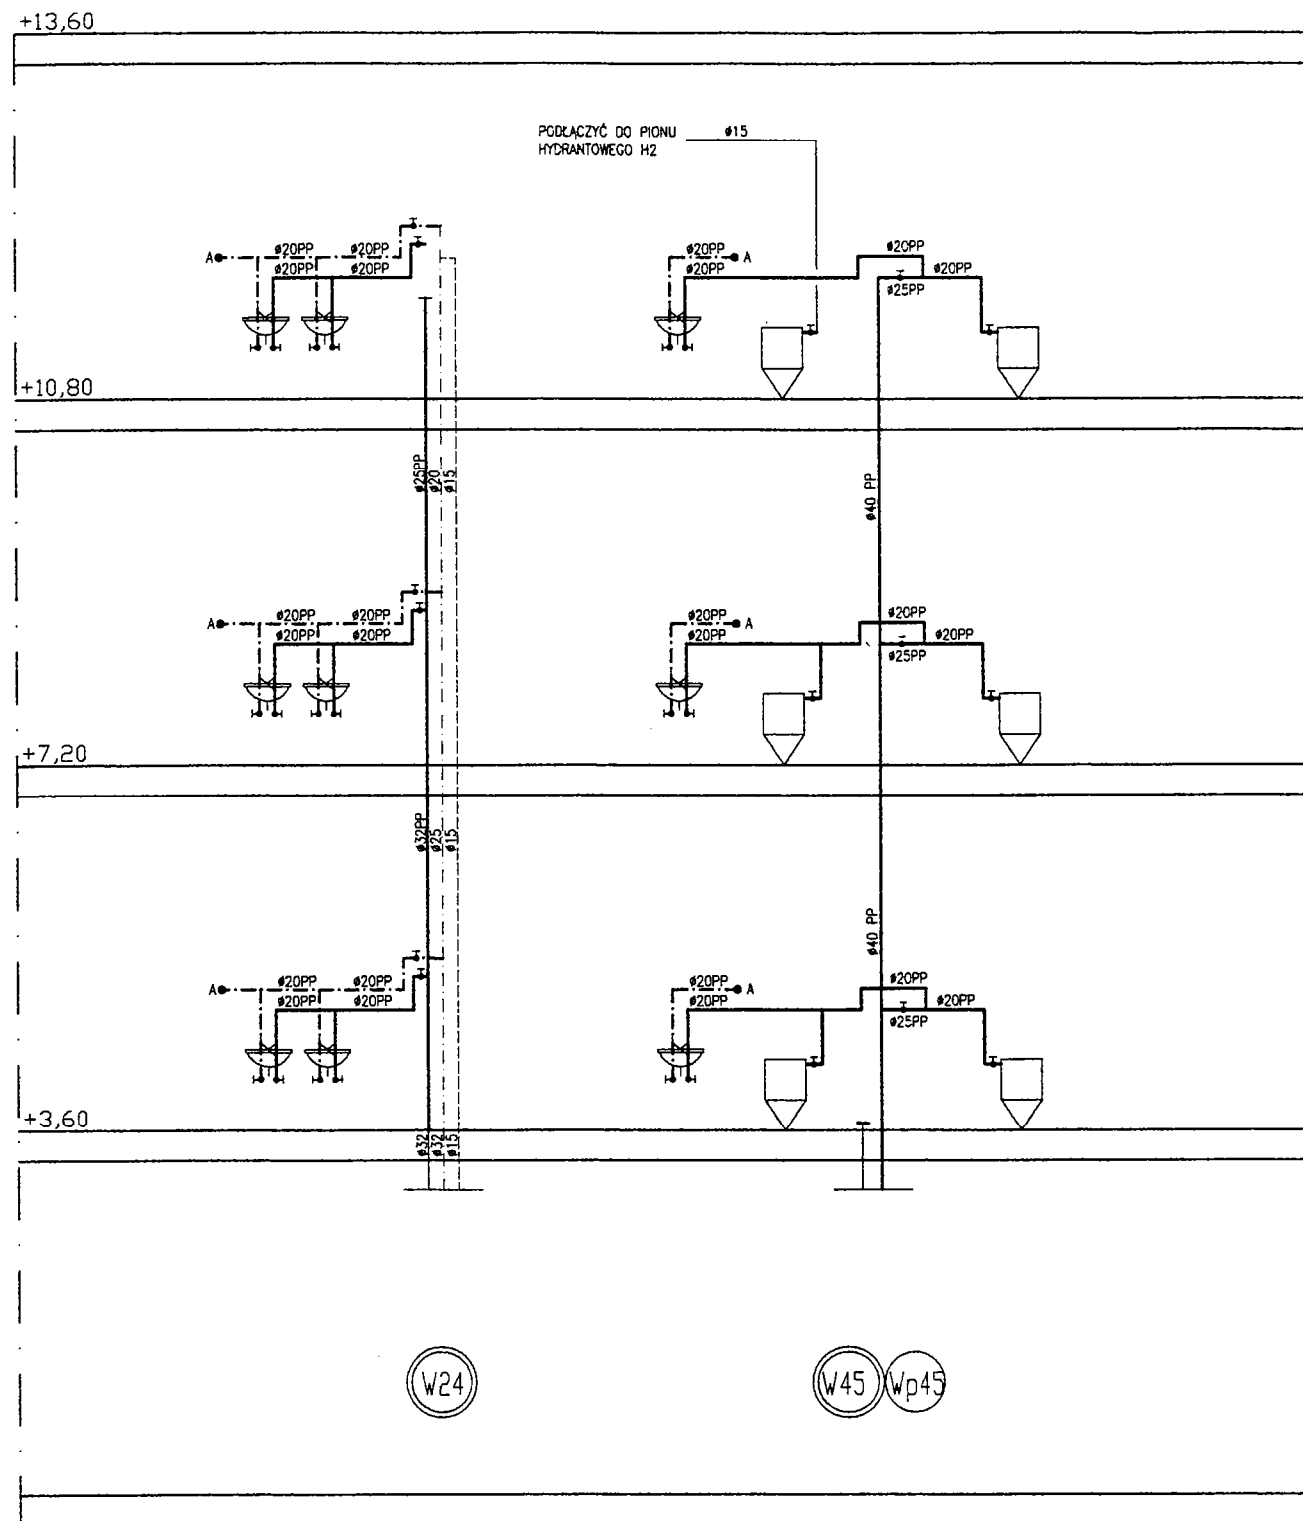 +13,60
PODŁĄCZYĆ DO PIONU ø15
HYDRANTOWEGO H2
ø20PP ø20PP ø20PP ø20PP
A A
ø20PP ø20PP ø20PP ø20PP
ø25PP
+10,80
ø25PP ø20 ø15 ø40 PP
ø20PP ø20PP ø20PP ø20PP
A A
ø20PP ø20PP ø20PP ø20PP
ø25PP
+7,20
ø32PP ø25 ø15
ø40 PP
ø20PP ø20PP ø20PP ø20PP
A A
ø20PP ø20PP ø20PP ø20PP
ø25PP
+3,60
ø32 ø32 ø15
W24 W45 Wp45